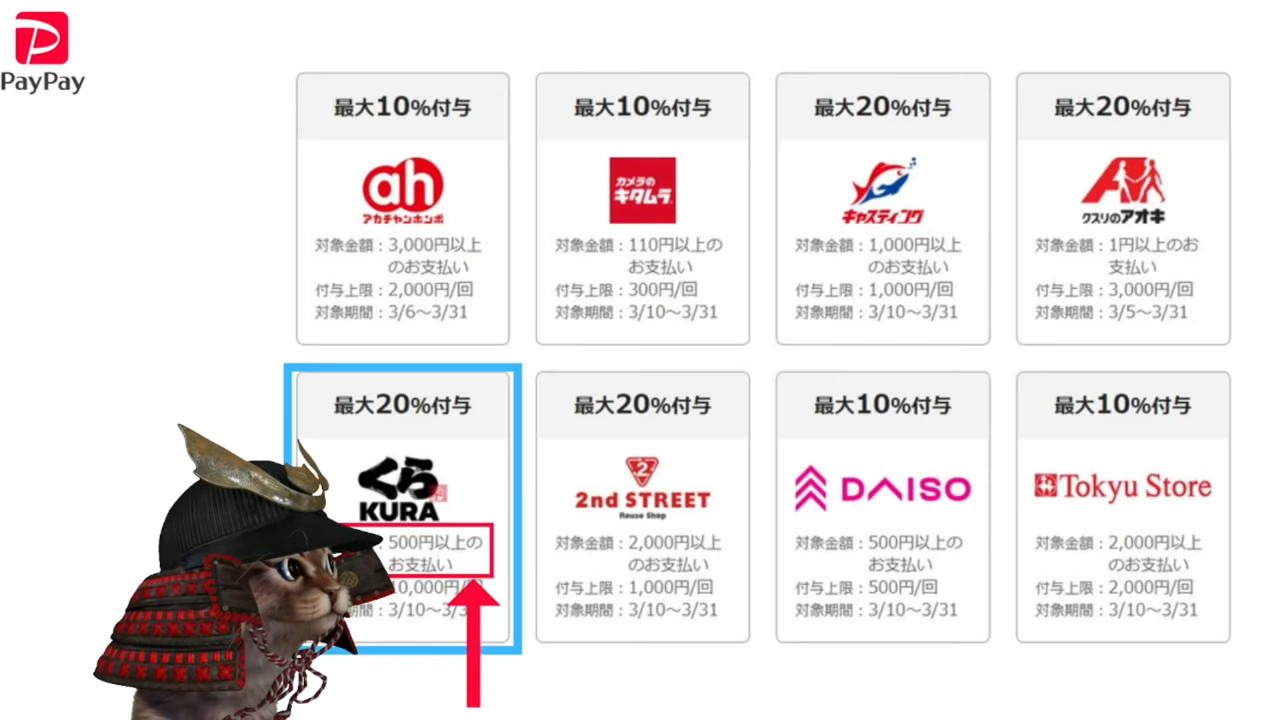 PayPay
最大10%付与
ah
アカチャンホンポ
対象金額：3,000円以上
のお支払い
付与上限：2,000円/回
対象期間：3/6～3/31
最大10%付与
カメラの
キタムラ
対象金額：110円以上の
お支払い
付与上限：300円/回
対象期間：3/10～3/31
最大20%付与
キャスティング
対象金額：1,000円以上
のお支払い
付与上限：1,000円/回
対象期間：3/10～3/31
最大20%付与
クスリのアオキ
対象金額：1円以上のお
支払い
付与上限：3,000円/回
対象期間：3/5～3/31
最大20%付与
くら
KURA
：500円以上の
お支払い
0,000円/
期間：3/10～3/3
最大20%付与
2
2nd STREET
Reuse Shop
対象金額：2,000円以上
のお支払い
付与上限：1,000円/回
対象期間：3/10～3/31
最大10%付与
DAISO
対象金額：500円以上の
お支払い
付与上限：500円/回
対象期間：3/10～3/31
最大10%付与
Tokyu Store
対象金額：2,000円以上
のお支払い
付与上限：2,000円/回
対象期間：3/10～3/31